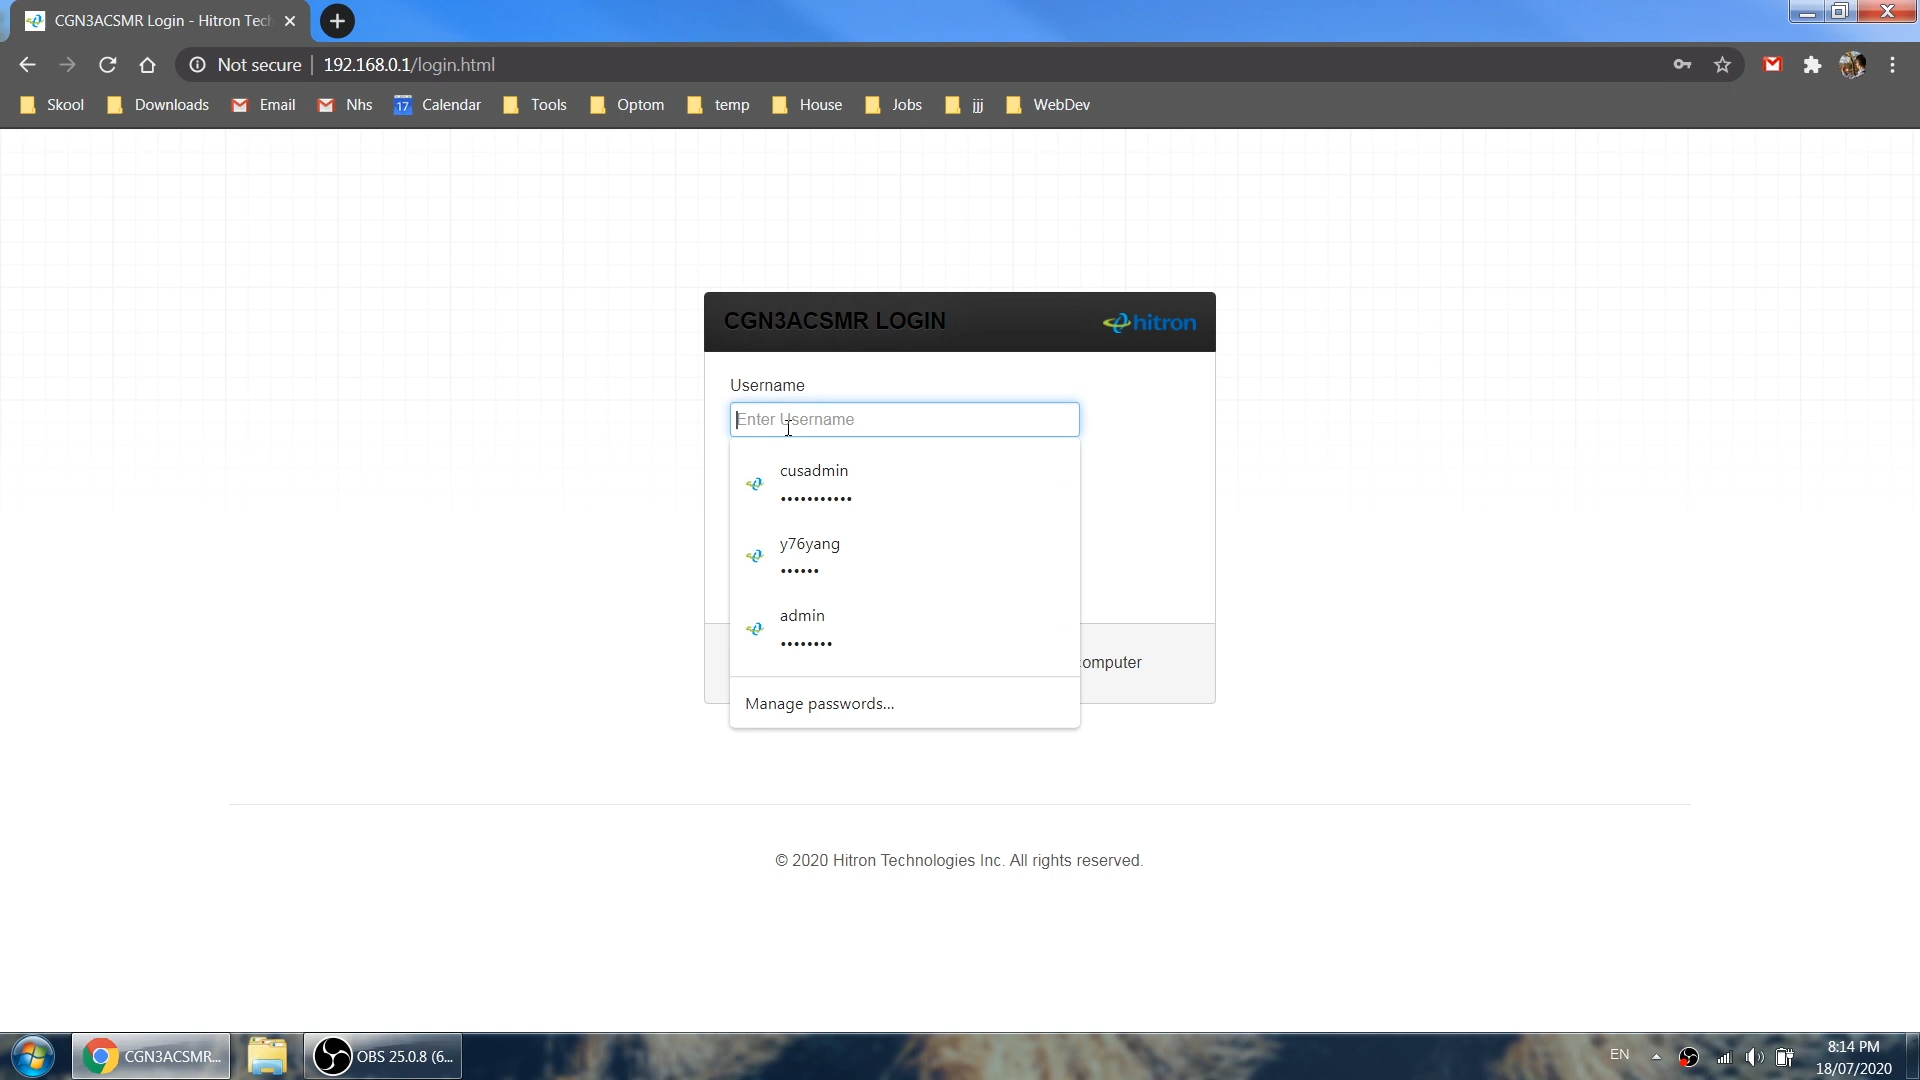 CGN3ACSMR Login - Hitron Tech
Not secure | 192.168.0.1/login.html
Skool Downloads Email Nhs 17 Calendar Tools Optom temp House Jobs jjj WebDev
CGN3ACSMR LOGIN hitron
Username
Enter Username
cusadmin
•••••••••••
y76yang
••••••
admin
••••••••
omputer
Manage passwords...
© 2020 Hitron Technologies Inc. All rights reserved.
CGN3ACSMR... OBS 25.0.8 (6... EN 8:14 PM
18/07/2020